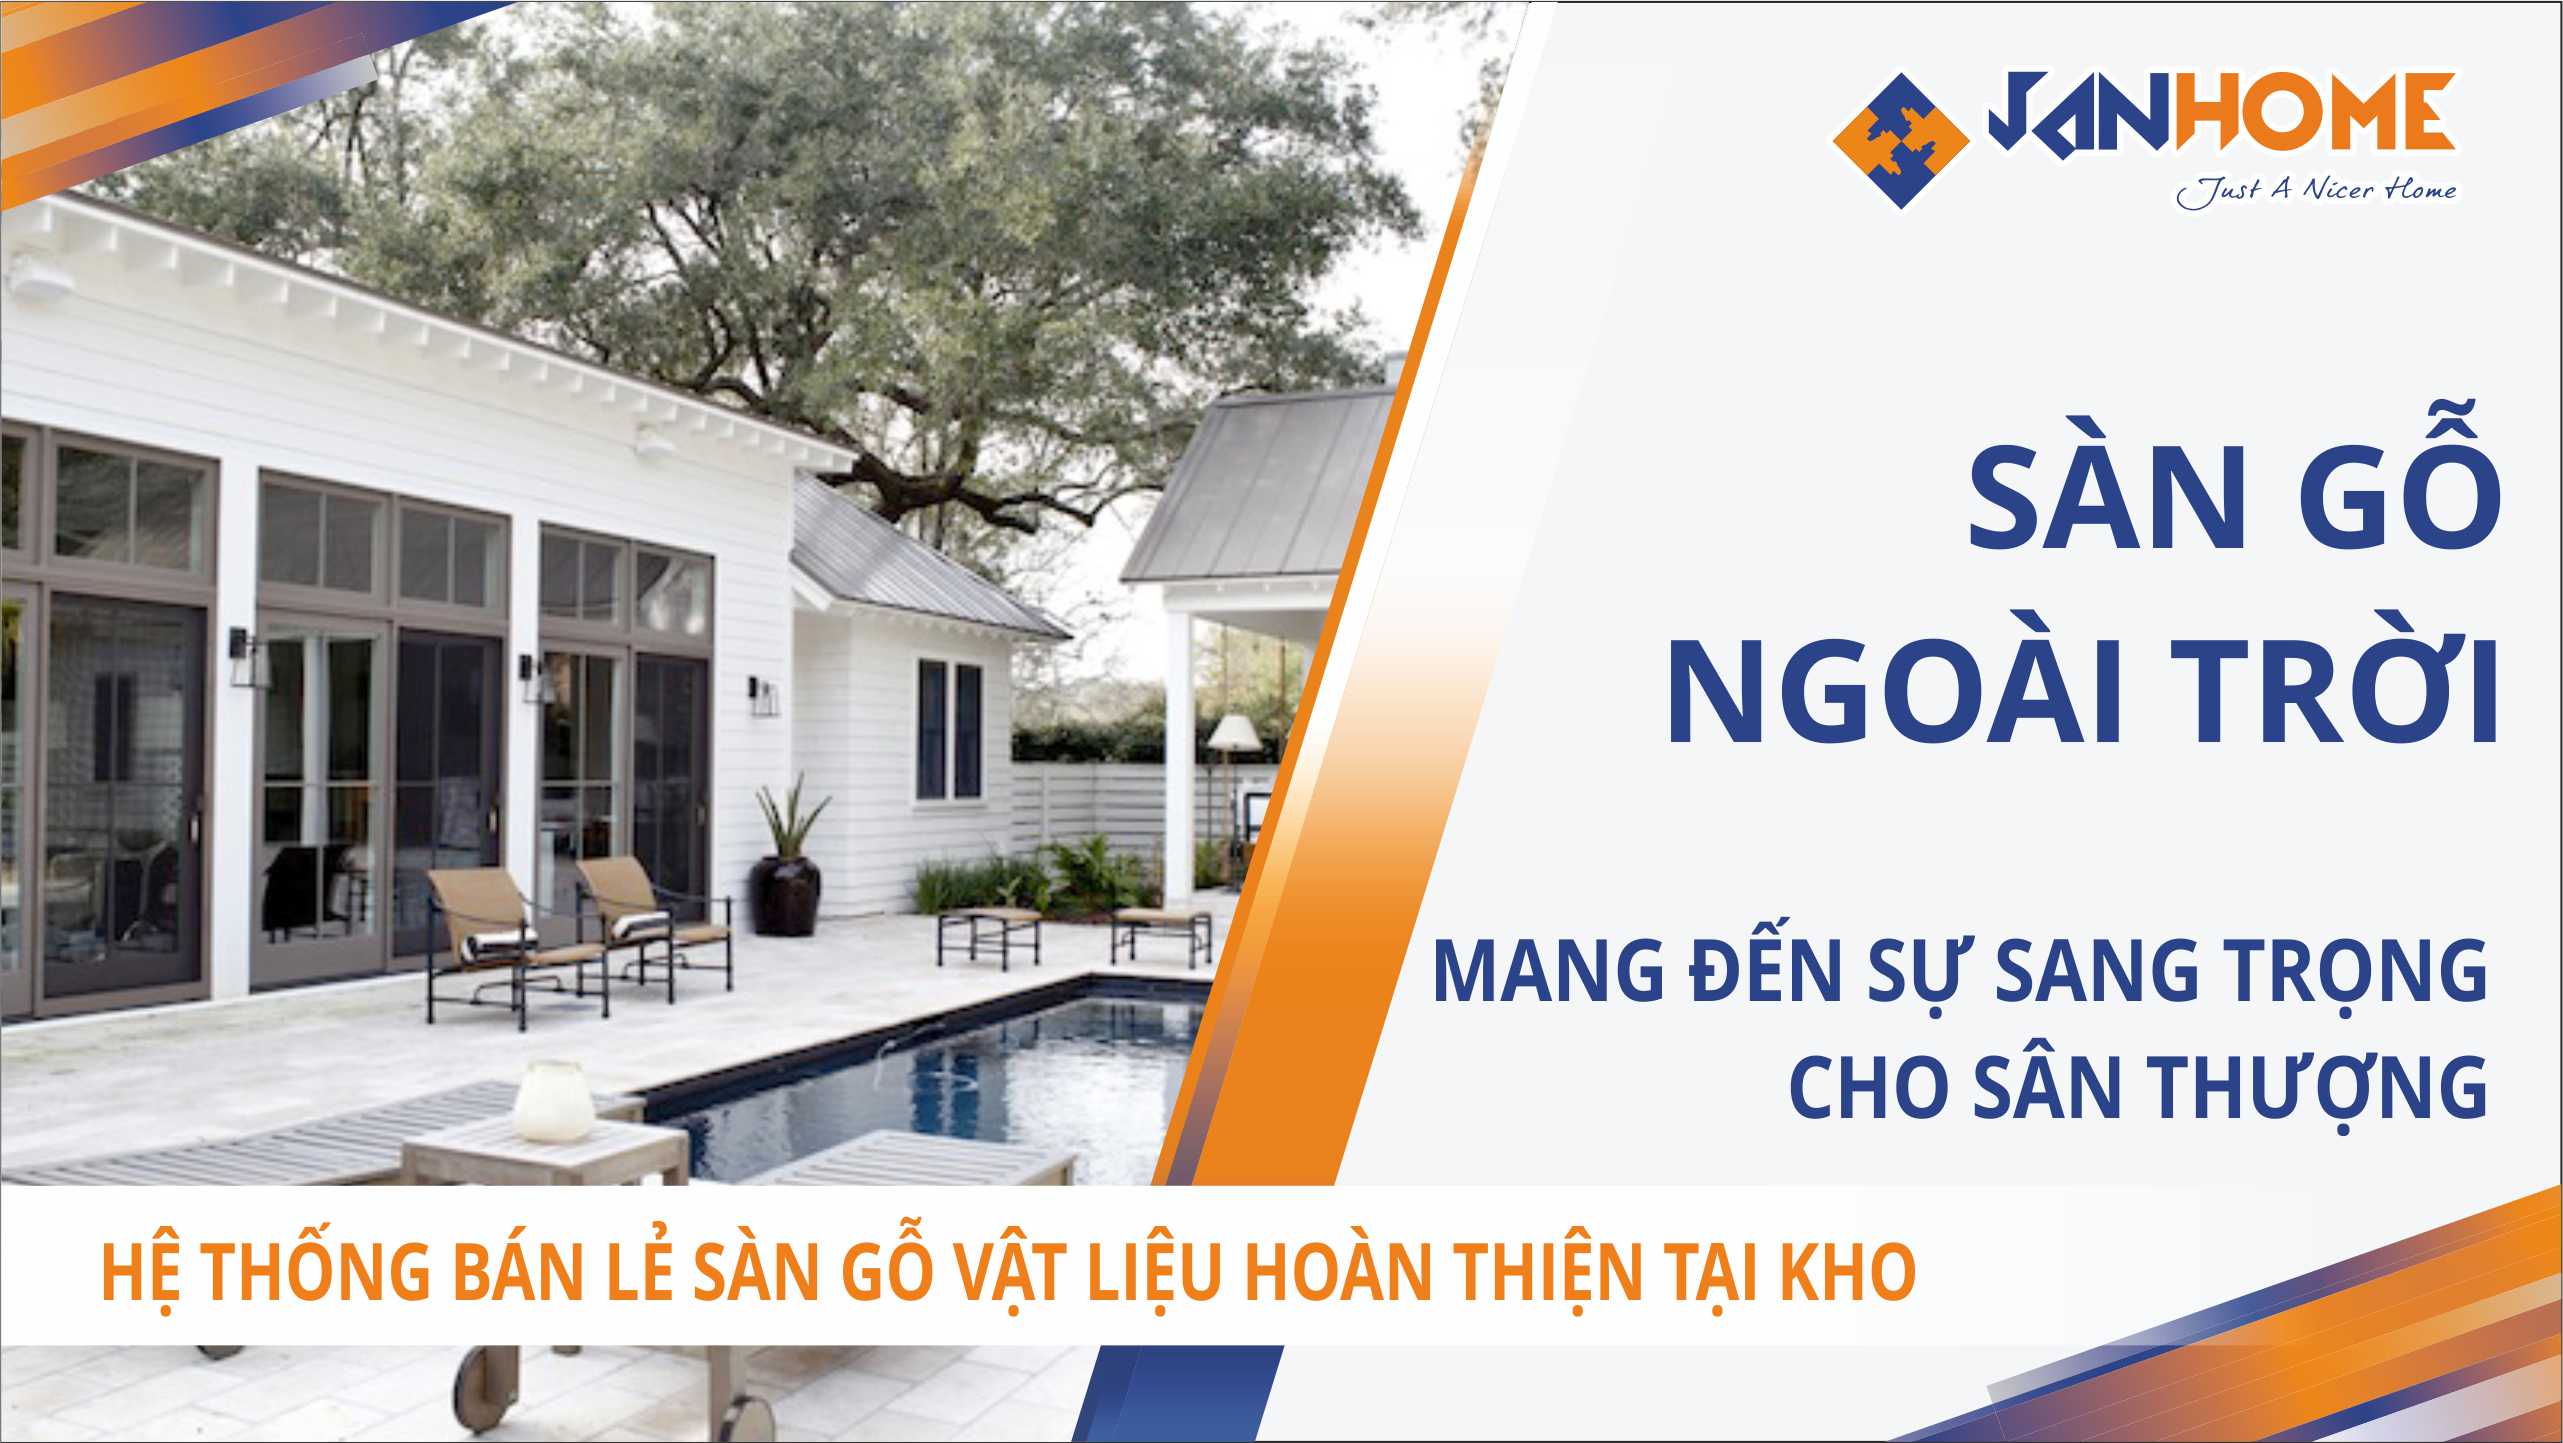 JANHOME
Just A Nicer Home
SÀN GỖ
NGOÀI TRỜI
MANG ĐẾN SỰ SANG TRỌNG
CHO SÂN THƯỢNG
HỆ THỐNG BÁN LẺ SÀN GỖ VẬT LIỆU HOÀN THIỆN TẠI KHO